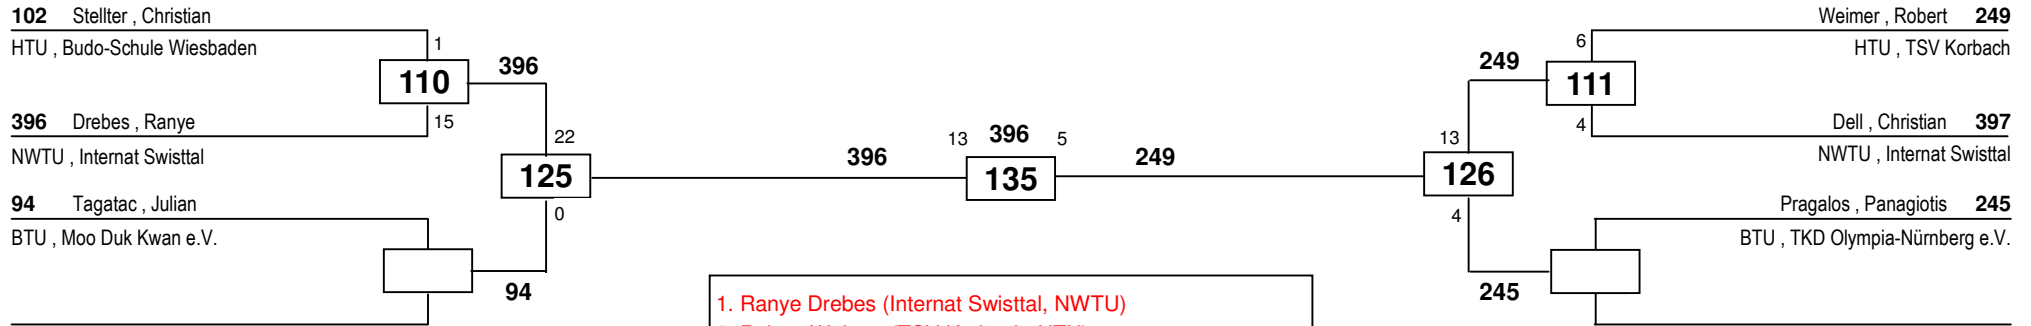 102 Stellter , Christian
HTU , Budo-Schule Wiesbaden
1
110
396
15
396 Drebes , Ranye
NWTU , Internat Swisttal
22
125
0
94 Tagatac , Julian
BTU , Moo Duk Kwan e.V.
94
396
13 396 5
135
249
Weimer , Robert 249
HTU , TSV Korbach
6
249
111
4
Dell , Christian 397
NWTU , Internat Swisttal
13
126
4
Pragalos , Panagiotis 245
BTU , TKD Olympia-Nürnberg e.V.
245
1. Ranye Drebes (Internat Swisttal, NWTU)